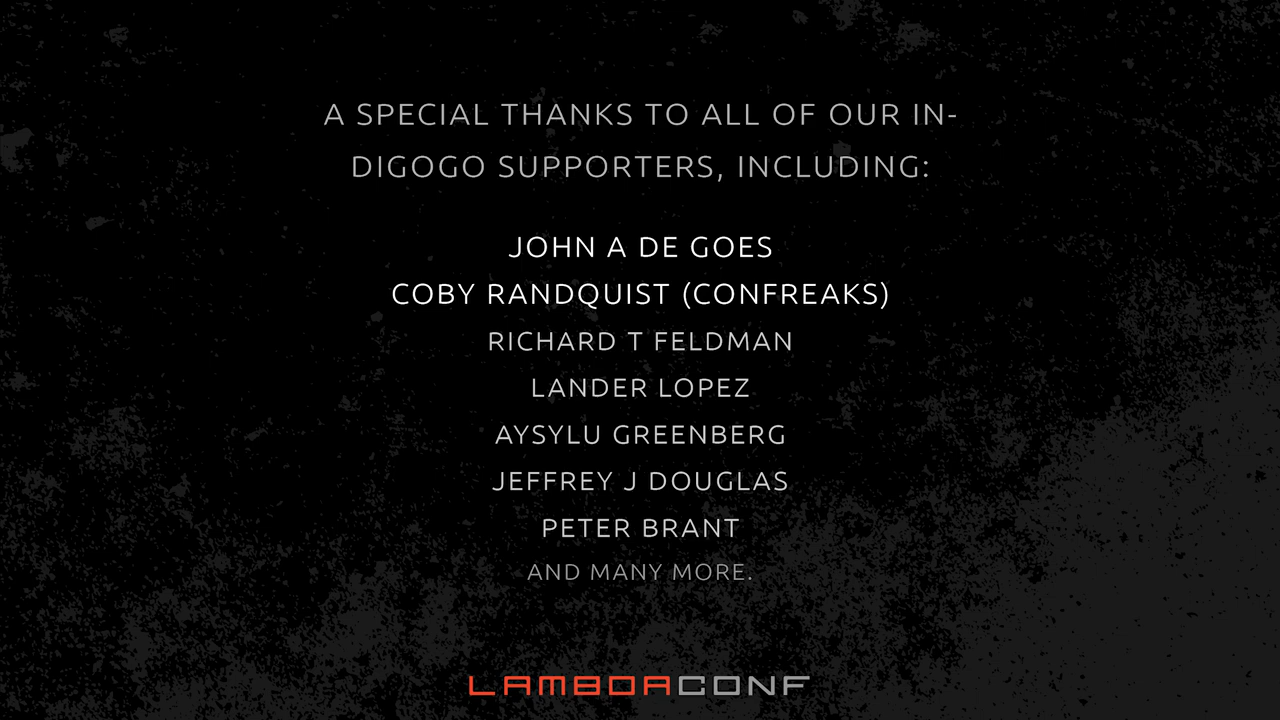 A SPECIAL THANKS TO ALL OF OUR IN-
DIGOGO SUPPORTERS, INCLUDING:
JOHN A DE GOES
COBY RANDQUIST (CONFREAKS)
RICHARD T FELDMAN
LANDER LOPEZ
AYSYLU GREENBERG
JEFFREY J DOUGLAS
PETER BRANT
AND MANY MORE.
LAMBDACONF